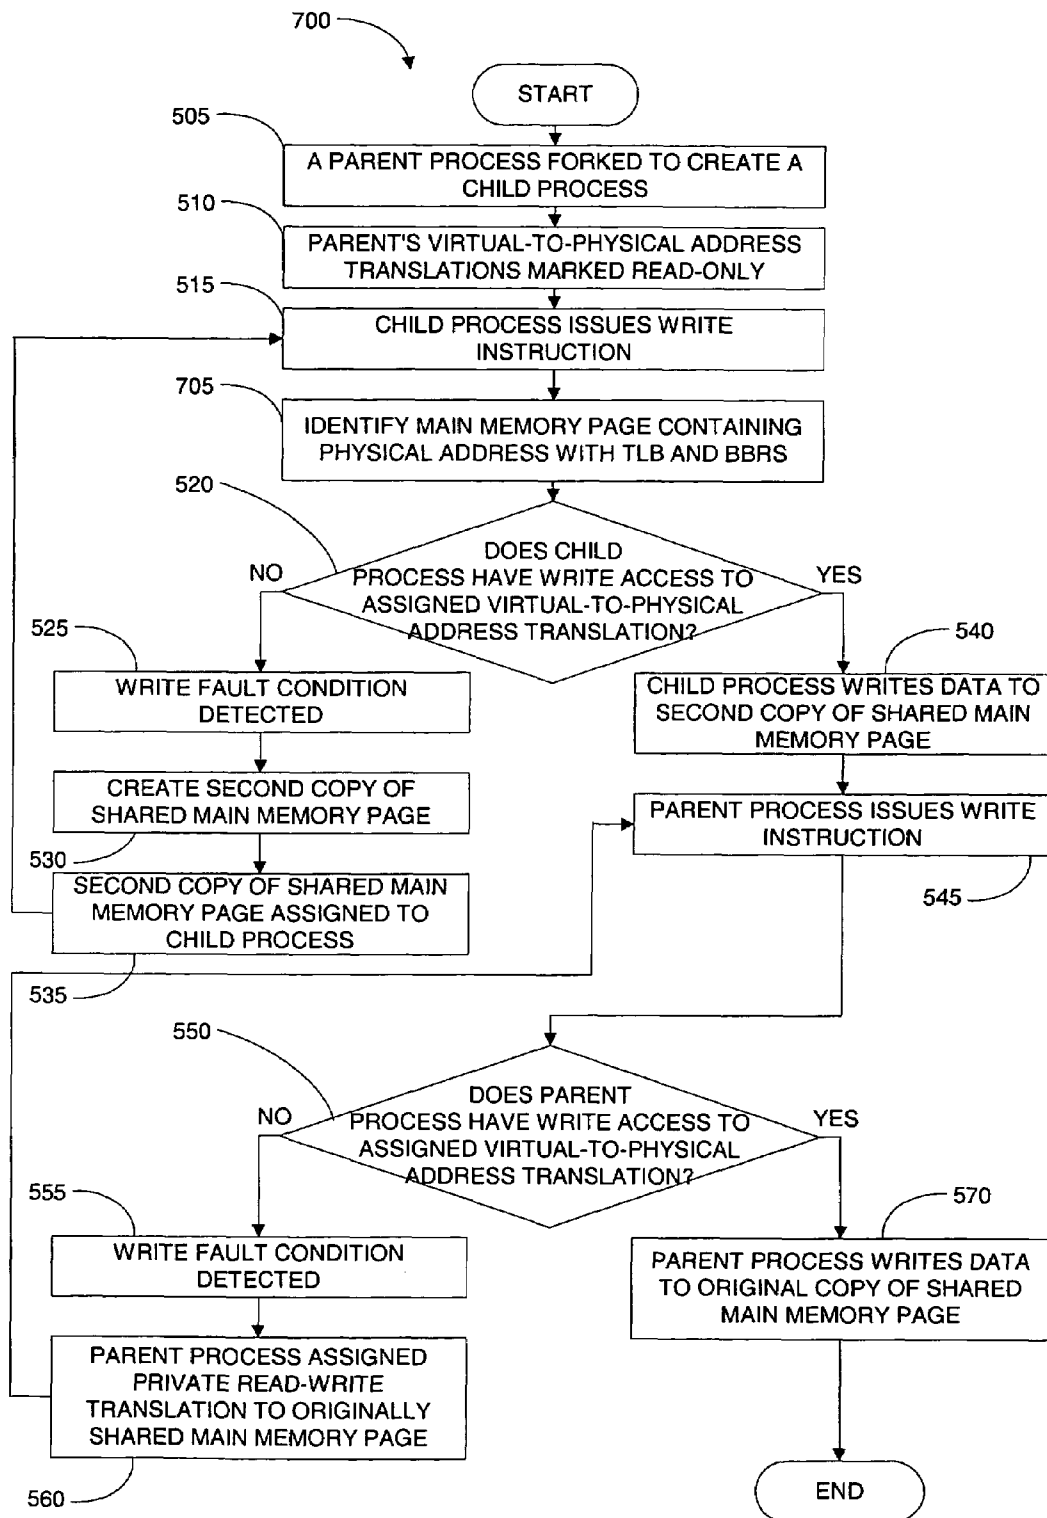 700
START
505
A PARENT PROCESS FORKED TO CREATE A
CHILD PROCESS
510
PARENT'S VIRTUAL-TO-PHYSICAL ADDRESS
TRANSLATIONS MARKED READ-ONLY
515
CHILD PROCESS ISSUES WRITE
INSTRUCTION
705
IDENTIFY MAIN MEMORY PAGE CONTAINING
PHYSICAL ADDRESS WITH TLB AND BBRS
520
DOES CHILD
PROCESS HAVE WRITE ACCESS TO
ASSIGNED VIRTUAL-TO-PHYSICAL
ADDRESS TRANSLATION?
NO
YES
525
WRITE FAULT CONDITION
DETECTED
540
CHILD PROCESS WRITES DATA TO
SECOND COPY OF SHARED MAIN
MEMORY PAGE
CREATE SECOND COPY OF
SHARED MAIN MEMORY PAGE
530
PARENT PROCESS ISSUES WRITE
INSTRUCTION
545
SECOND COPY OF SHARED MAIN
MEMORY PAGE ASSIGNED TO
CHILD PROCESS
535
550
DOES PARENT
PROCESS HAVE WRITE ACCESS TO
ASSIGNED VIRTUAL-TO-PHYSICAL
ADDRESS TRANSLATION?
NO
YES
555
WRITE FAULT CONDITION
DETECTED
570
PARENT PROCESS WRITES DATA
TO ORIGINAL COPY OF SHARED
MAIN MEMORY PAGE
PARENT PROCESS ASSIGNED
PRIVATE READ-WRITE
TRANSLATION TO ORIGINALLY
SHARED MAIN MEMORY PAGE
560
END